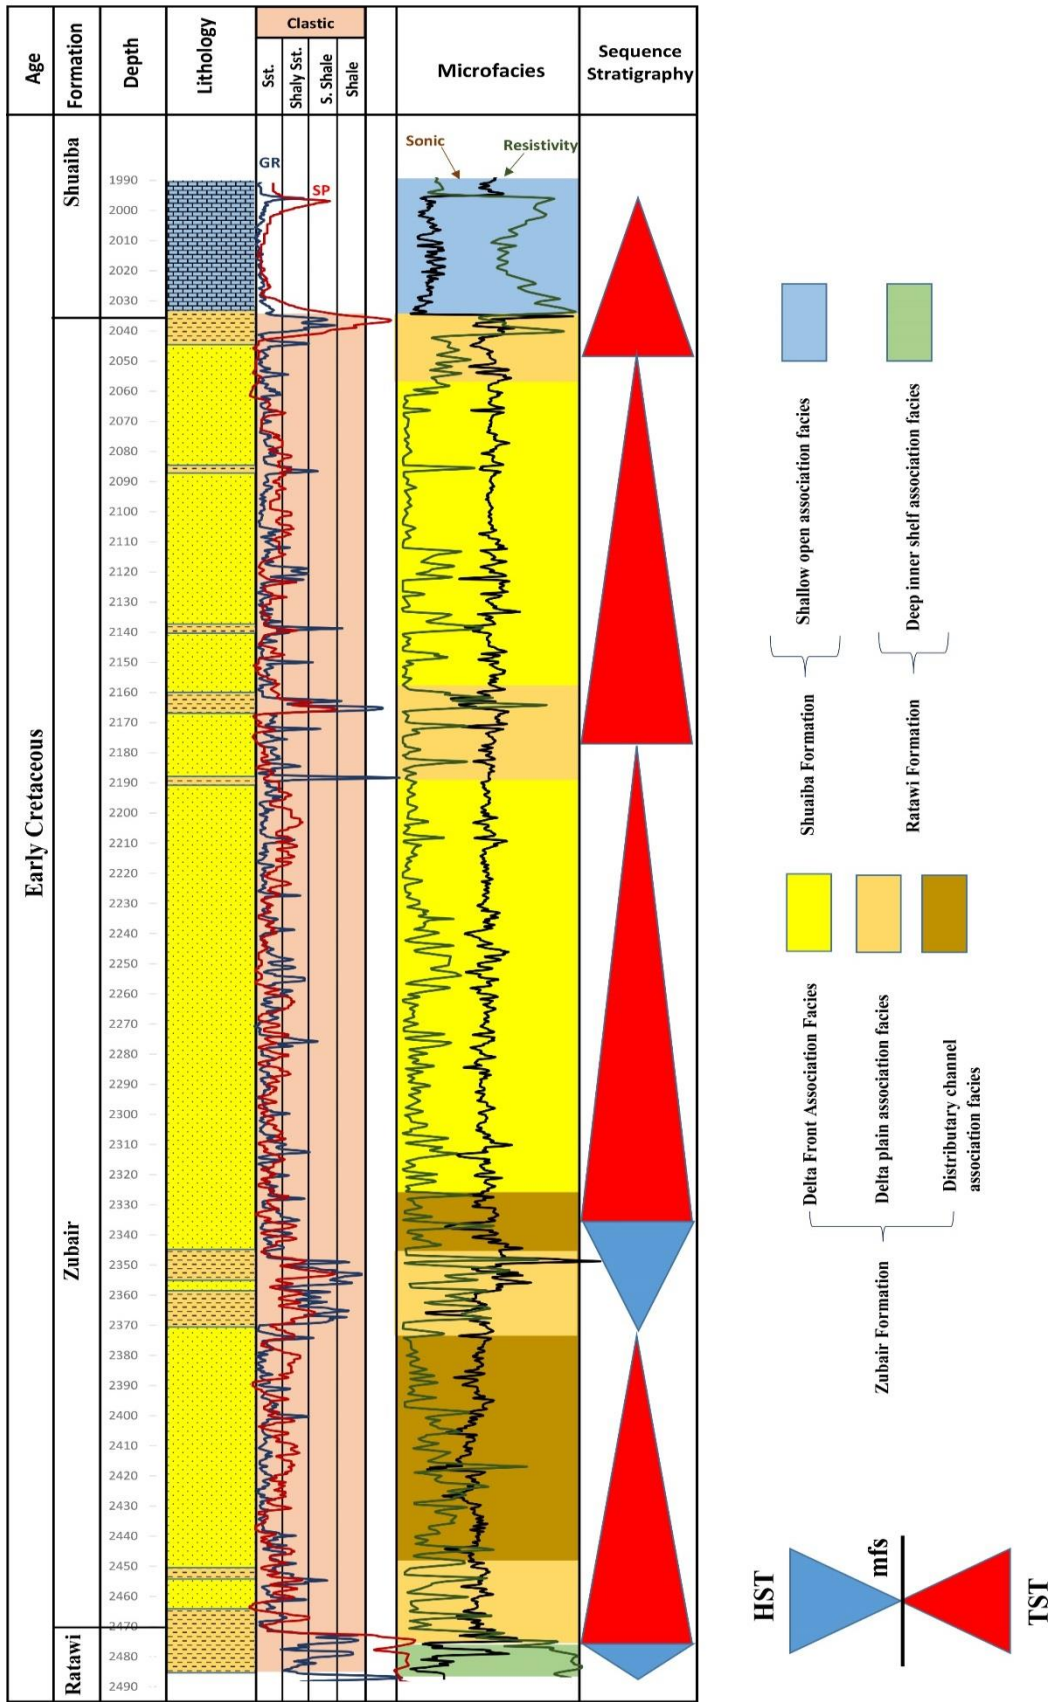 Age
Formation
Depth
Lithology
Clastic
Sst.
Shaly Sst.
S. Shale
Shale
Microfacies
Sequence
Stratigraphy
Early Cretaceous
Shuaiba
Zubair
Ratawi
GR
SP
Sonic
Resistivity
1990
2000
2010
2020
2030
2040
2050
2060
2070
2080
2090
2100
2110
2120
2130
2140
2150
2160
2170
2180
2190
2200
2210
2220
2230
2240
2250
2260
2270
2280
2290
2300
2310
2320
2330
2340
2350
2360
2370
2380
2390
2400
2410
2420
2430
2440
2450
2460
2470
2480
2490
Shallow open association facies
Deep inner shelf association facies
Shuaiba Formation
Ratawi Formation
Delta Front Association Facies
Delta plain association facies
Distributary channel
association facies
Zubair Formation
HST
mfs
TST